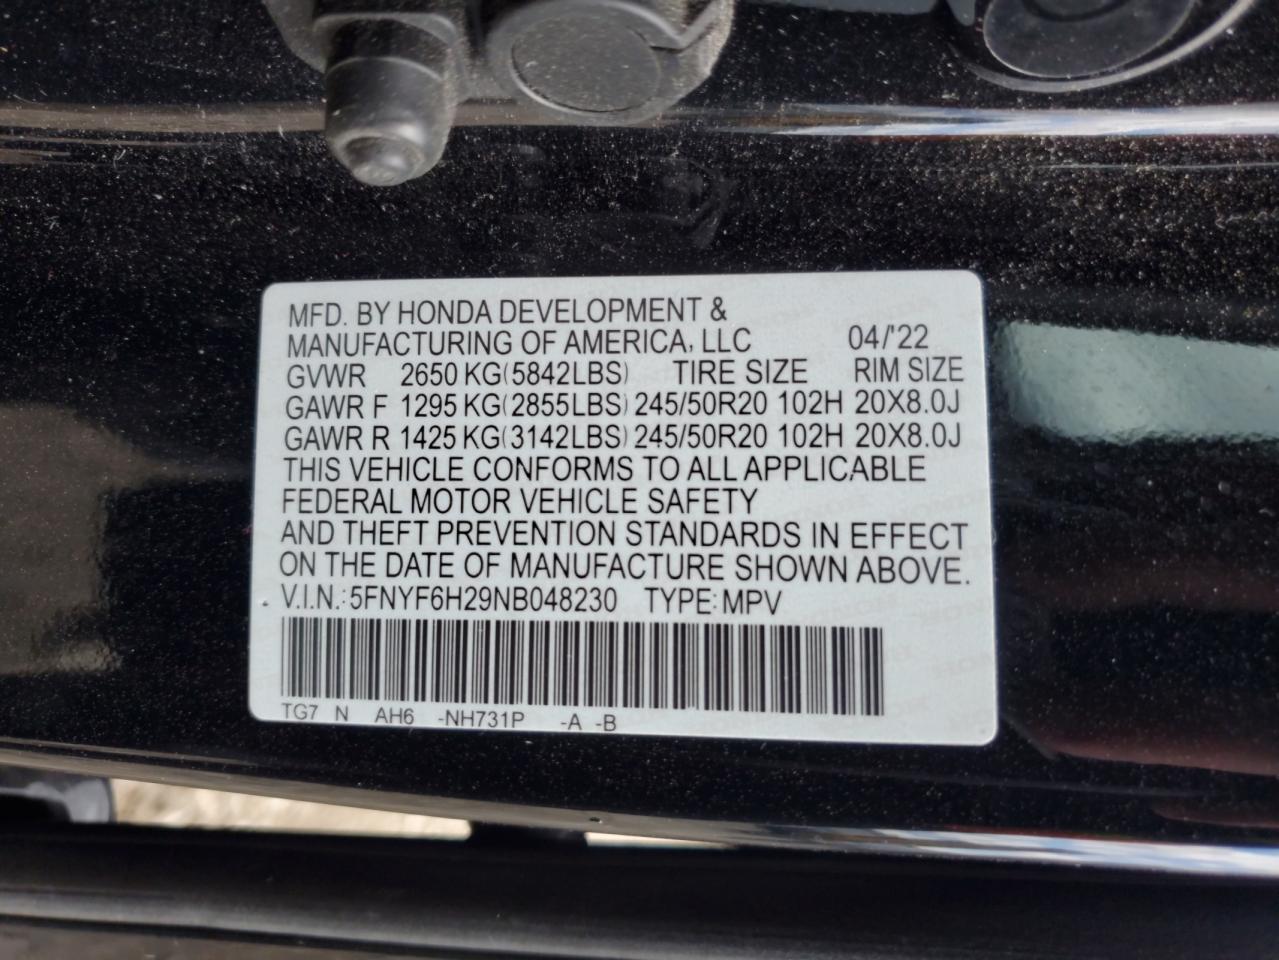 MFD. BY HONDA DEVELOPMENT &
MANUFACTURING OF AMERICA, LLC 04/'22
GVWR 2650 KG(5842LBS) TIRE SIZE RIM SIZE
GAWR F 1295 KG(2855LBS) 245/50R20 102H 20X8.0J
GAWR R 1425 KG(3142LBS) 245/50R20 102H 20X8.0J
THIS VEHICLE CONFORMS TO ALL APPLICABLE
FEDERAL MOTOR VEHICLE SAFETY
AND THEFT PREVENTION STANDARDS IN EFFECT
ON THE DATE OF MANUFACTURE SHOWN ABOVE.
V.I.N.: 5FNYF6H29NB048230 TYPE: MPV
TG7 N AH6 -NH731P -A -B